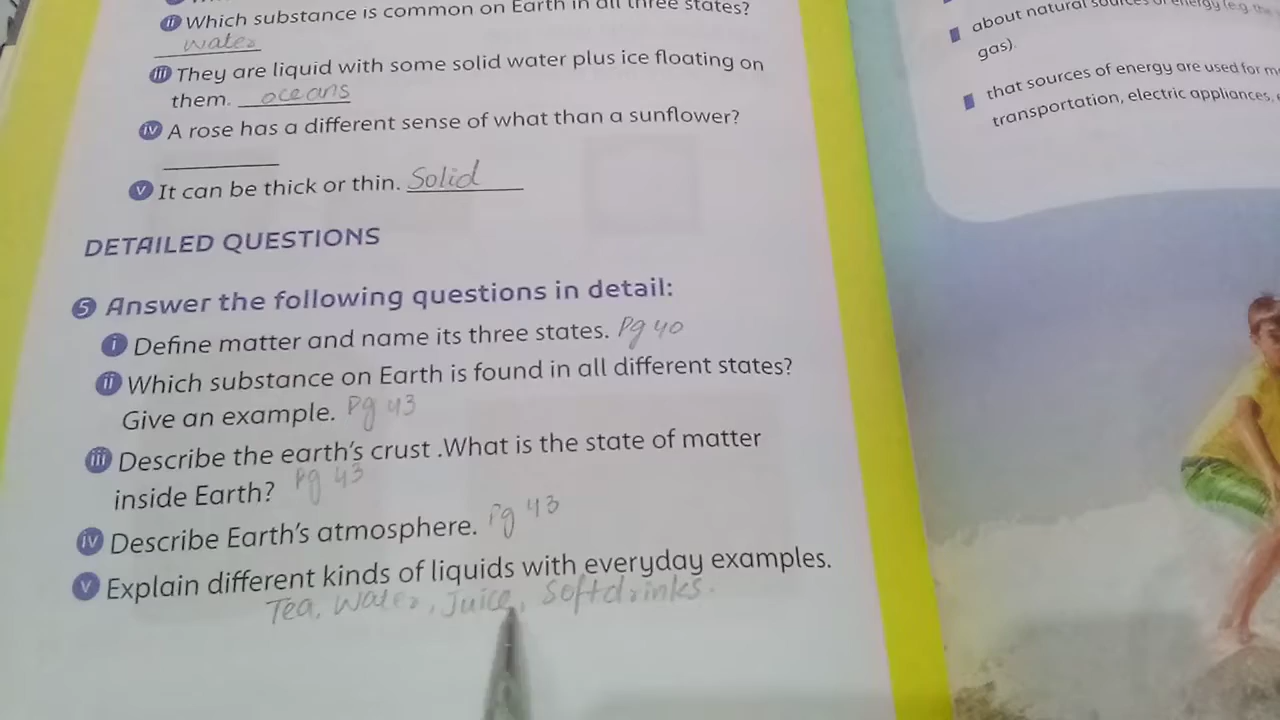 ii Which substance is common on Earth in all three states?
water
iii They are liquid with some solid water plus ice floating on
them. oceans
iv A rose has a different sense of what than a sunflower?
v It can be thick or thin. Solid
DETAILED QUESTIONS
5 Answer the following questions in detail:
i Define matter and name its three states. Pg 40
ii Which substance on Earth is found in all different states?
Give an example. Pg 43
iii Describe the earth's crust .What is the state of matter
inside Earth? Pg 43
iv Describe Earth's atmosphere. Pg 43
v Explain different kinds of liquids with everyday examples.
Tea, Water, Juice, Softdrinks.
about natural sources of energy (e.g. the
gas).
that sources of energy are used for
transportation, electric appliances,